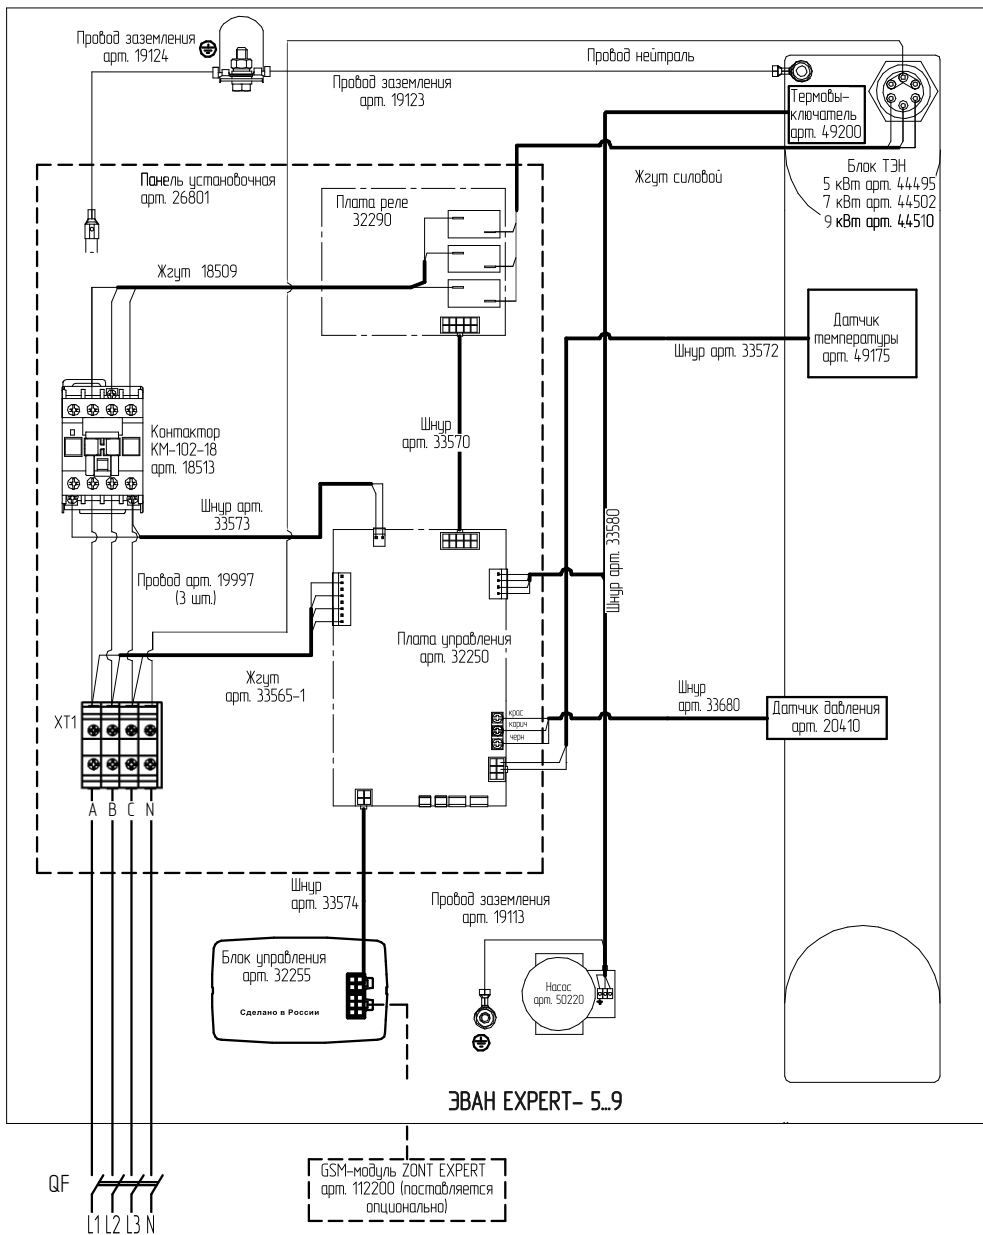 Провод заземления
арт. 19124
Провод заземления
арт. 19123
Провод нейтраль
Термовы-
ключатель
арт. 49200
Блок ТЭН
5 кВт арт. 44495
7 кВт арт. 44502
9 кВт арт. 44510
Жгут силовой
Панель установочная
арт. 26801
Плата реле
32290
Жгут 18509
Датчик
температуры
арт. 49175
Шнур арт. 33572
Шнур
арт. 33570
Контактор
КМ-102-18
арт. 18513
Шнур арт.
33573
Шнур арт. 33580
Провод арт. 19997
(3 шт.)
Плата управления
арт. 32250
Жгут
арт. 33565-1
Шнур
арт. 33680
Датчик давления
арт. 20410
крас
корич
черн
XT1
A B C N
Шнур
арт. 33574
Провод заземления
арт. 19113
Блок управления
арт. 32255
Сделано в России
Насос
арт. 50220
ЭВАН EXPERT- 5...9
GSM-модуль ZONT EXPERT
арт. 112200 (поставляется
опционально)
QF
L1 L2 L3 N